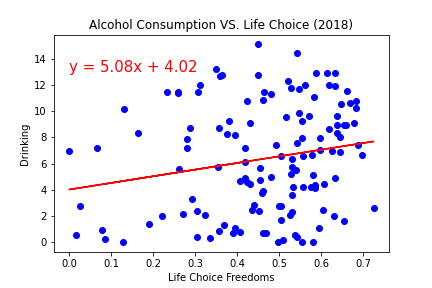 Alcohol Consumption VS. Life Choice (2018)
y = 5.08x + 4.02
14
12
10
8
6
4
2
0
Drinking
0.0 0.1 0.2 0.3 0.4 0.5 0.6 0.7
Life Choice Freedoms